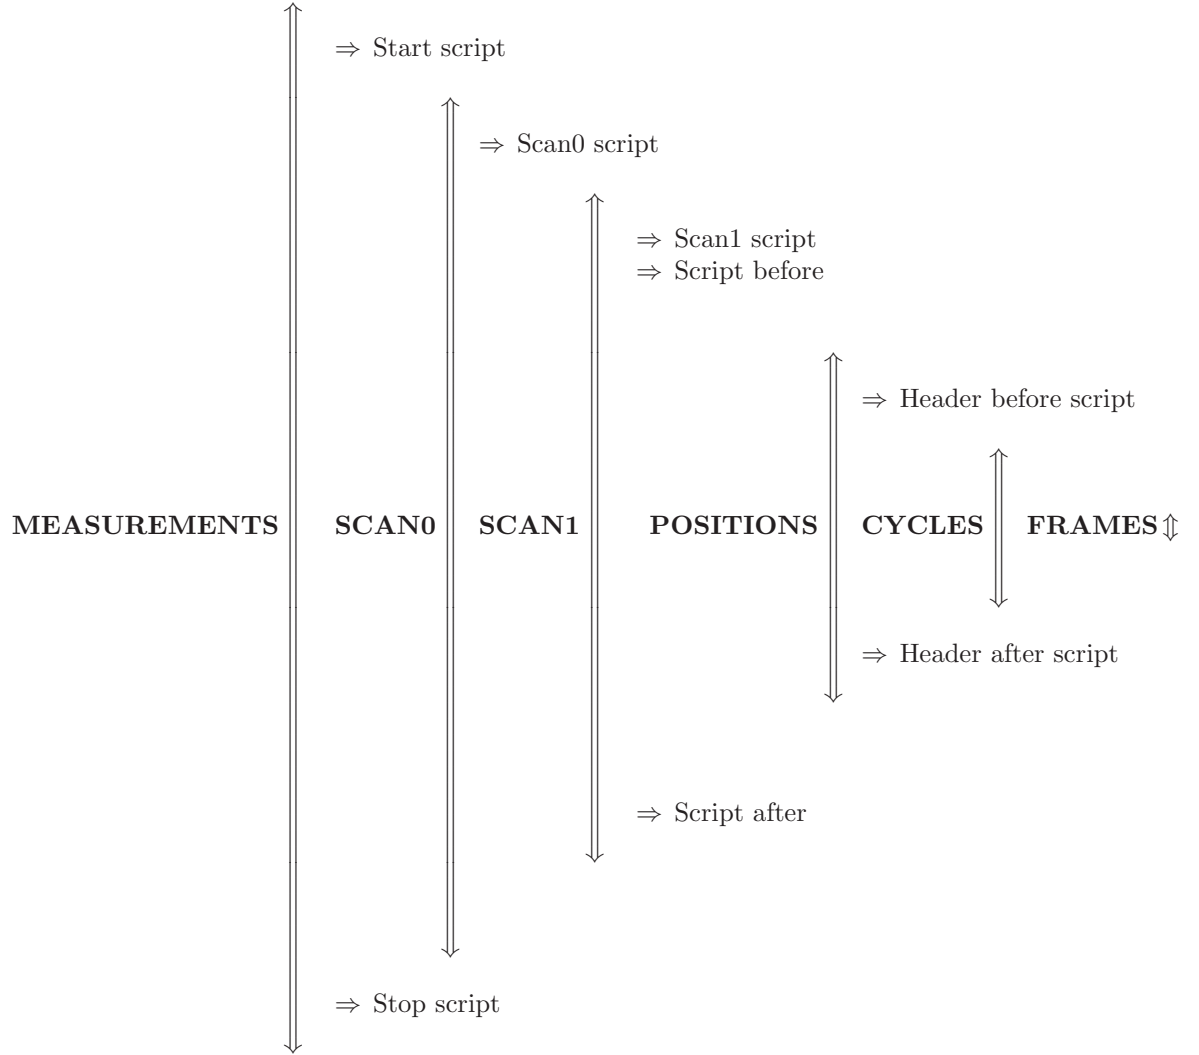 ⇒ Start script
⇒ Scan0 script
⇒ Scan1 script
⇒ Script before
⇒ Header before script
MEASUREMENTS SCAN0 SCAN1 POSITIONS CYCLES FRAMES
⇒ Header after script
⇒ Script after
⇒ Stop script